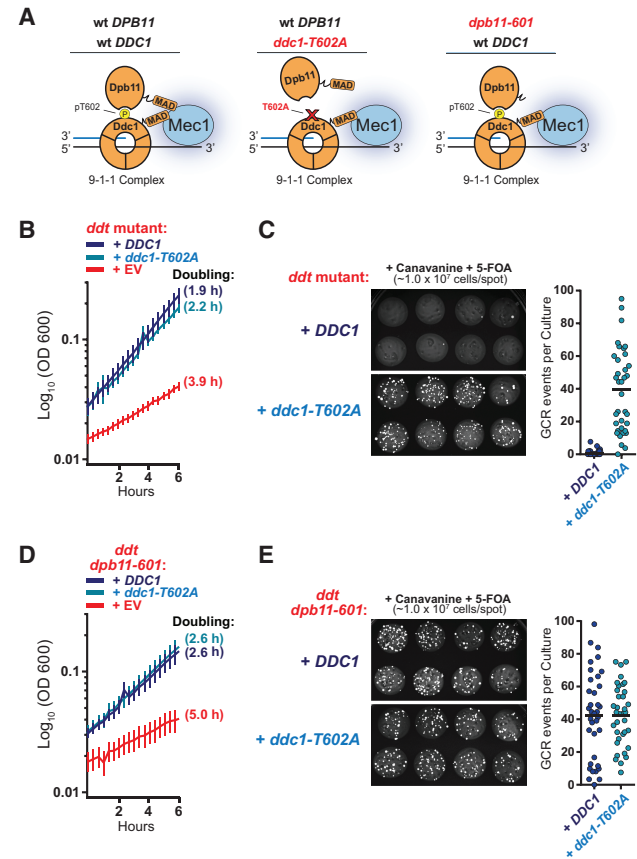 A
wt DPB11
wt DDC1
Dpb11
MAD
pT602
P
Ddc1
MAD
Mec1
3'
5'
3'
9-1-1 Complex
wt DPB11
ddc1-T602A
Dpb11
MAD
T602A
Ddc1
MAD
Mec1
3'
5'
3'
9-1-1 Complex
dpb11-601
wt DDC1
Dpb11
pT602
P
Ddc1
MAD
Mec1
3'
5'
3'
9-1-1 Complex
B
ddt mutant:
+ DDC1
+ ddc1-T602A
+ EV
Doubling:
(1.9 h)
(2.2 h)
(3.9 h)
Log10 (OD 600)
0.1
0.01
2 4 6
Hours
C
ddt mutant:
+ Canavanine + 5-FOA
(~1.0 x 10⁷ cells/spot)
+ DDC1
+ ddc1-T602A
GCR events per Culture
100
80
60
40
20
0
+ DDC1
+ ddc1-T602A
D
ddt
dpb11-601:
+ DDC1
+ ddc1-T602A
+ EV
Doubling:
(2.6 h)
(2.6 h)
(5.0 h)
Log10 (OD 600)
0.1
0.01
2 4 6
Hours
E
ddt
dpb11-601:
+ Canavanine + 5-FOA
(~1.0 x 10⁷ cells/spot)
+ DDC1
+ ddc1-T602A
GCR events per Culture
100
80
60
40
20
0
+ DDC1
+ ddc1-T602A